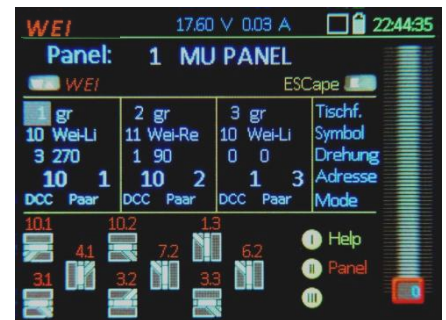 WEI 17.60 V 0.03 A 22:44:35
Panel: 1 MU PANEL
WEI ESCape
1 gr 2 gr 3 gr Tischf.
10 Wei-Li 11 Wei-Re 10 Wei-Li Symbol
3 270 1 90 0 0 Drehung
10 1 10 2 1 3 Adresse
DCC Paar DCC Paar DCC Paar Mode
10.1 10.2 1.3
I Help
4.1 7.2 6.2
II Panel
3.1 3.2 3.3
III 0